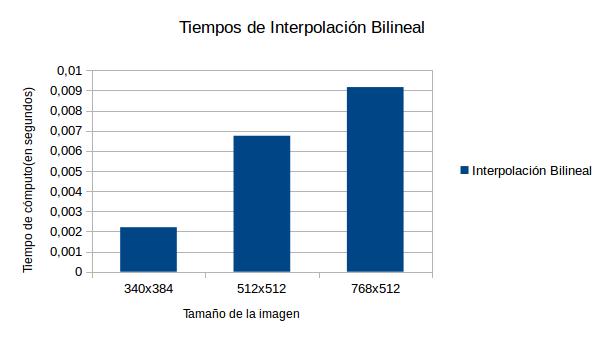 Tiempos de Interpolación Bilineal
0,01
0,009
0,008
0,007
0,006
0,005
0,004
0,003
0,002
0,001
0
Tiempo de cómputo(en segundos)
340x384
512x512
768x512
Tamaño de la imagen
Interpolación Bilineal